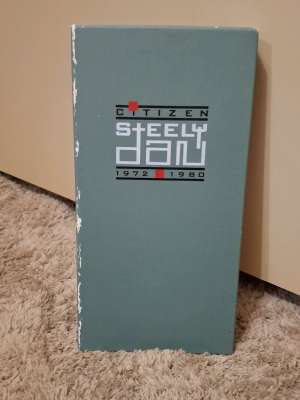 CITIZEN
STEELY
dan
1972 1980